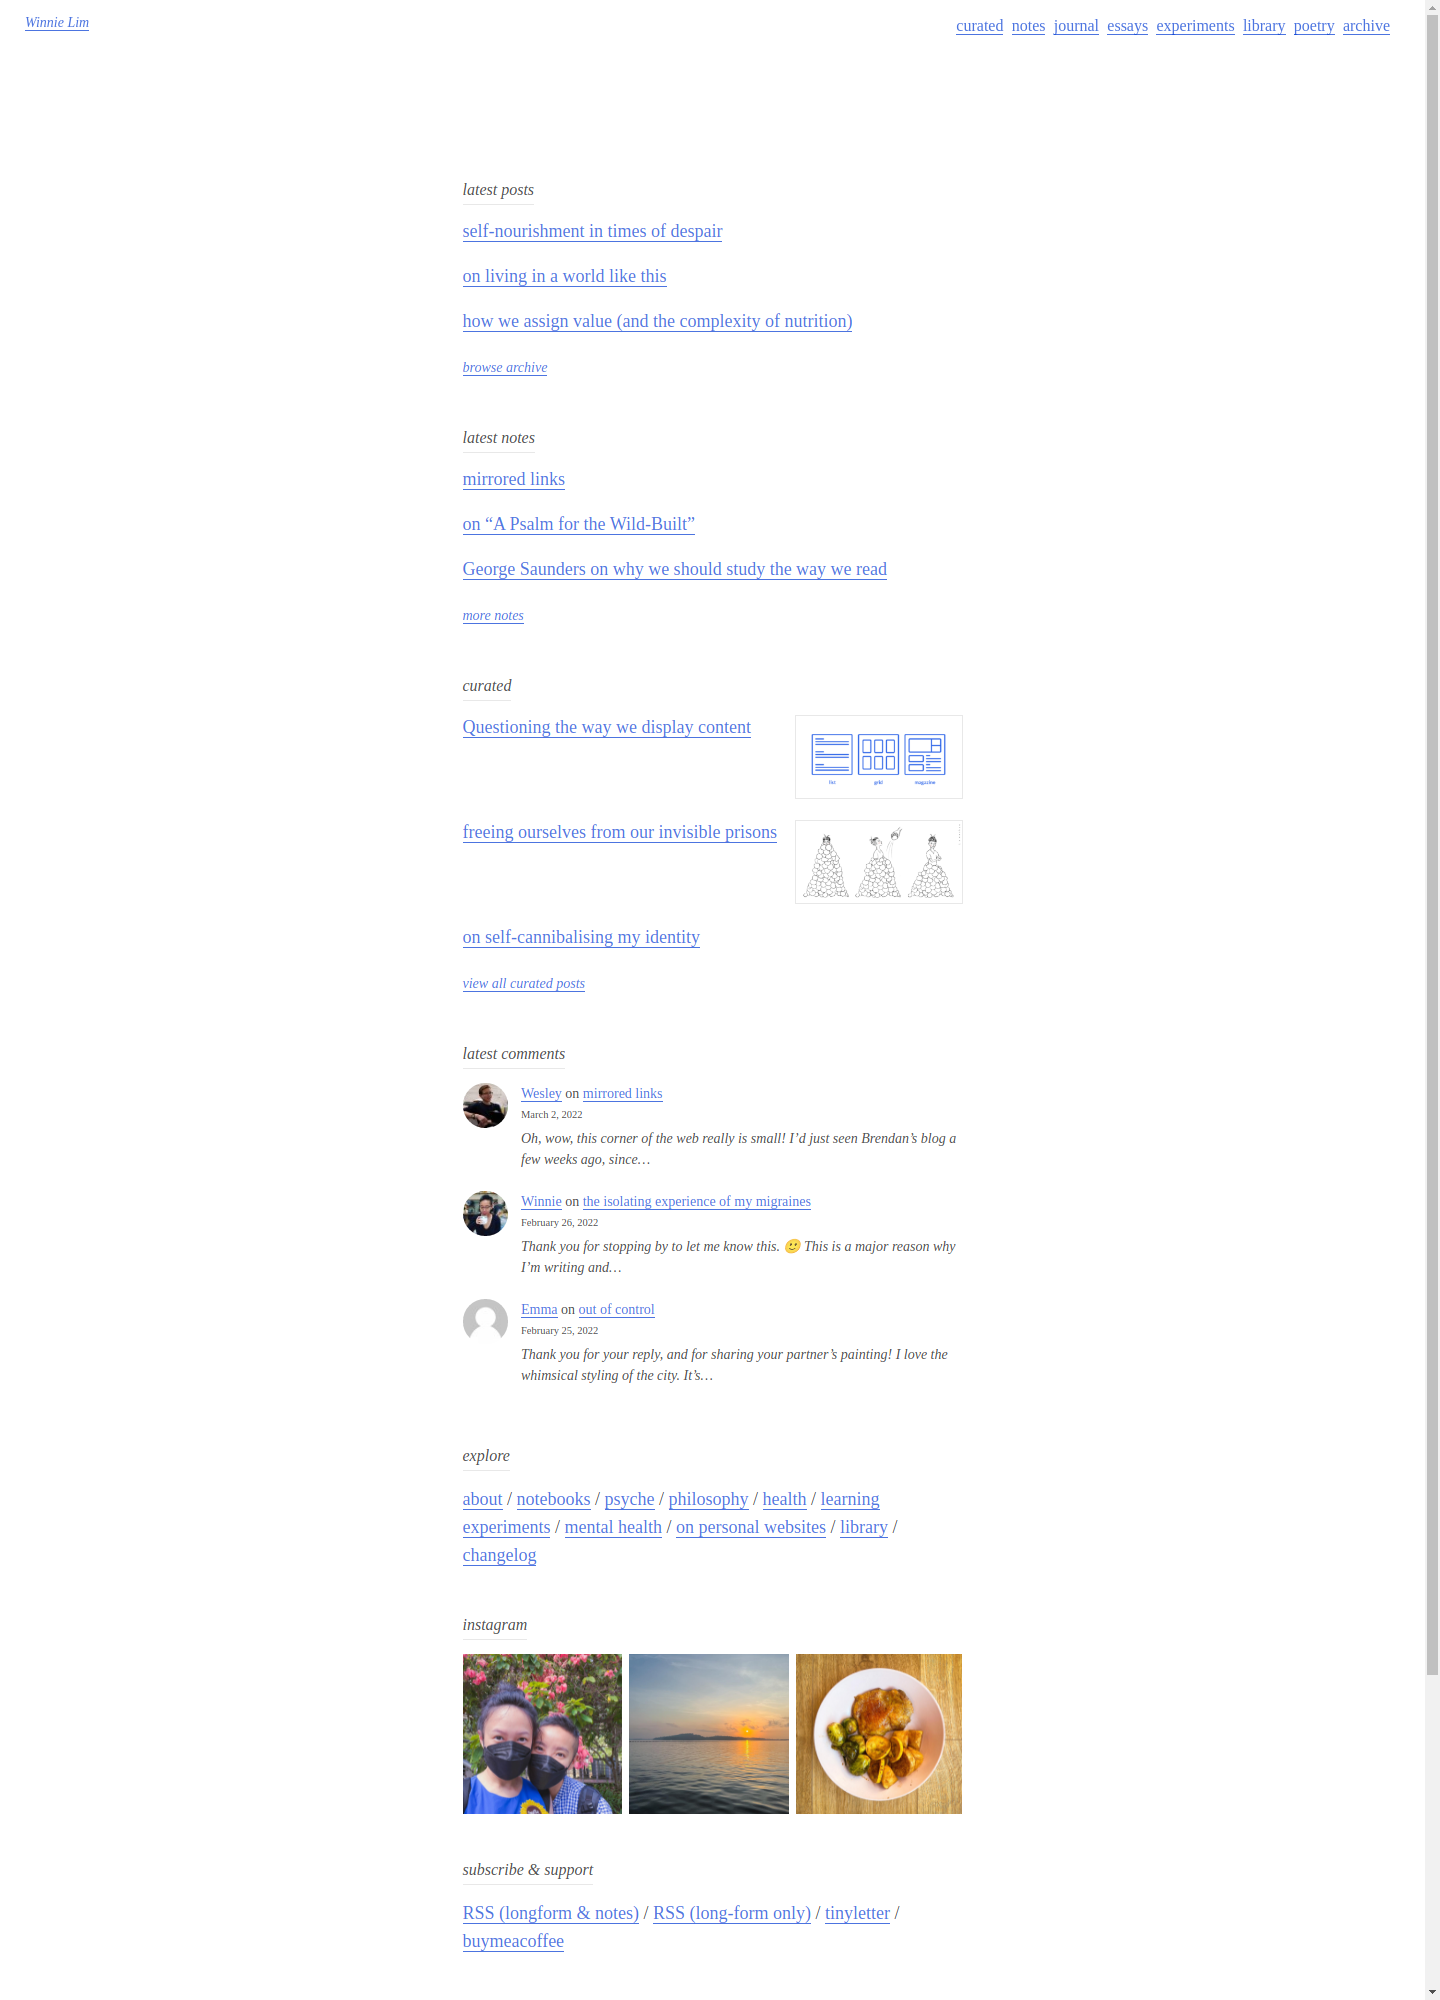 Winnie Lim
curated notes journal essays experiments library poetry archive
latest posts
self-nourishment in times of despair
on living in a world like this
how we assign value (and the complexity of nutrition)
browse archive
latest notes
mirrored links
on “A Psalm for the Wild-Built”
George Saunders on why we should study the way we read
more notes
curated
Questioning the way we display content
list grid magazine
freeing ourselves from our invisible prisons
on self-cannibalising my identity
view all curated posts
latest comments
Wesley on mirrored links
March 2, 2022
Oh, wow, this corner of the web really is small! I’d just seen Brendan’s blog a
few weeks ago, since…
Winnie on the isolating experience of my migraines
February 26, 2022
Thank you for stopping by to let me know this. 🙂 This is a major reason why
I’m writing and…
Emma on out of control
February 25, 2022
Thank you for your reply, and for sharing your partner’s painting! I love the
whimsical styling of the city. It’s…
explore
about / notebooks / psyche / philosophy / health / learning
experiments / mental health / on personal websites / library /
changelog
instagram
subscribe & support
RSS (longform & notes) / RSS (long-form only) / tinyletter /
buymeacoffee